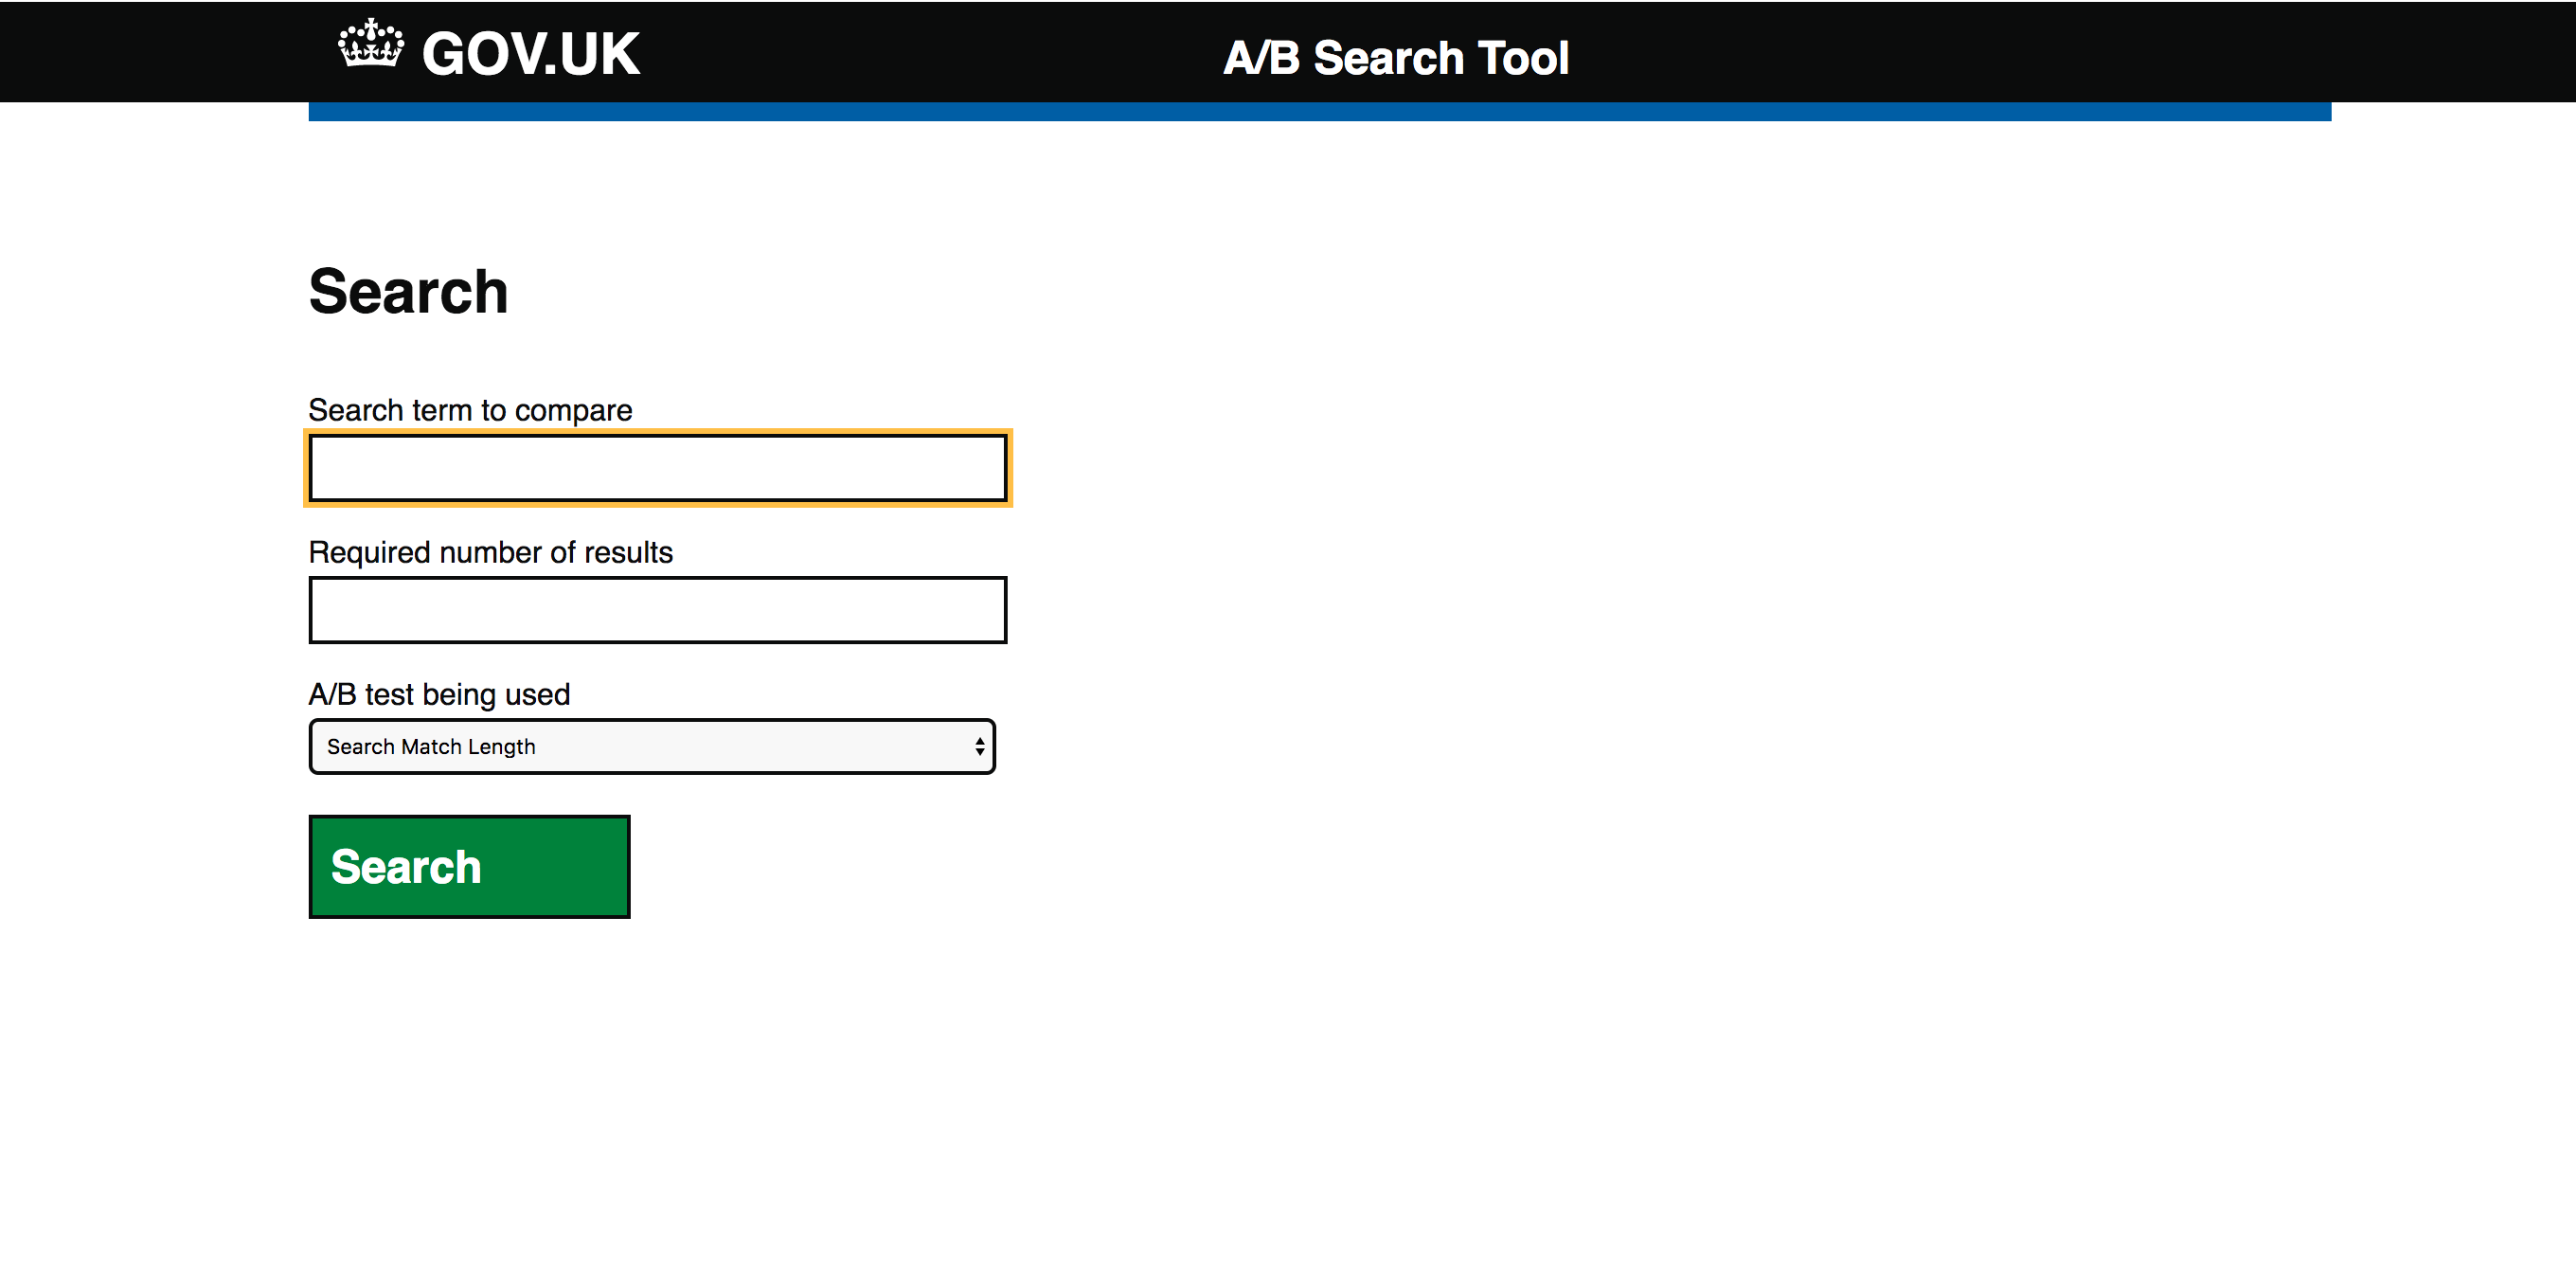 GOV.UK
A/B Search Tool
Search
Search term to compare
Required number of results
A/B test being used
Search Match Length
Search